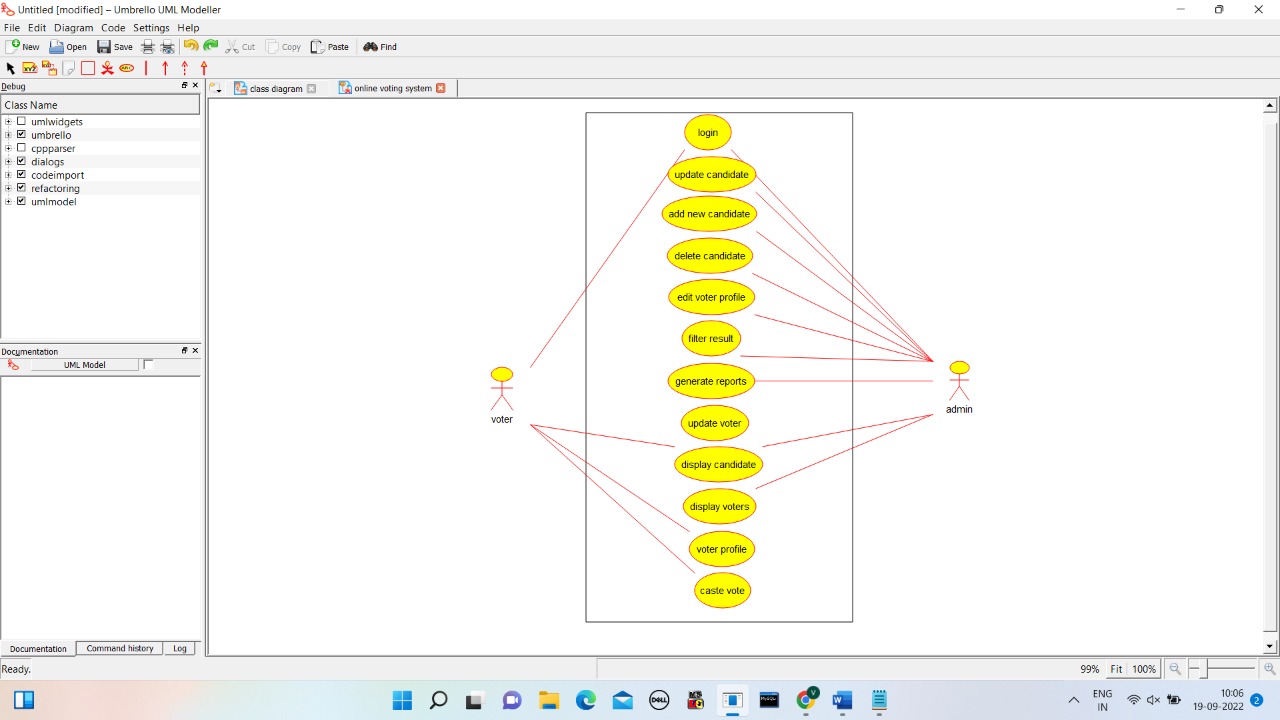 Untitled [modified] – Umbrello UML Modeller
File Edit Diagram Code Settings Help
New Open Save Cut Copy Paste Find
Debug
class diagram online voting system
Class Name
umlwidgets
umbrello
cppparser
dialogs
codeimport
refactoring
umlmodel
Documentation
UML Model
login
update candidate
add new candidate
delete candidate
edit voter profile
filter result
generate reports
update voter
display candidate
display voters
voter profile
caste vote
voter
admin
Documentation Command history Log
Ready.
99% Fit 100%
DELL
ENG
IN
10:06
19-09-2022
2